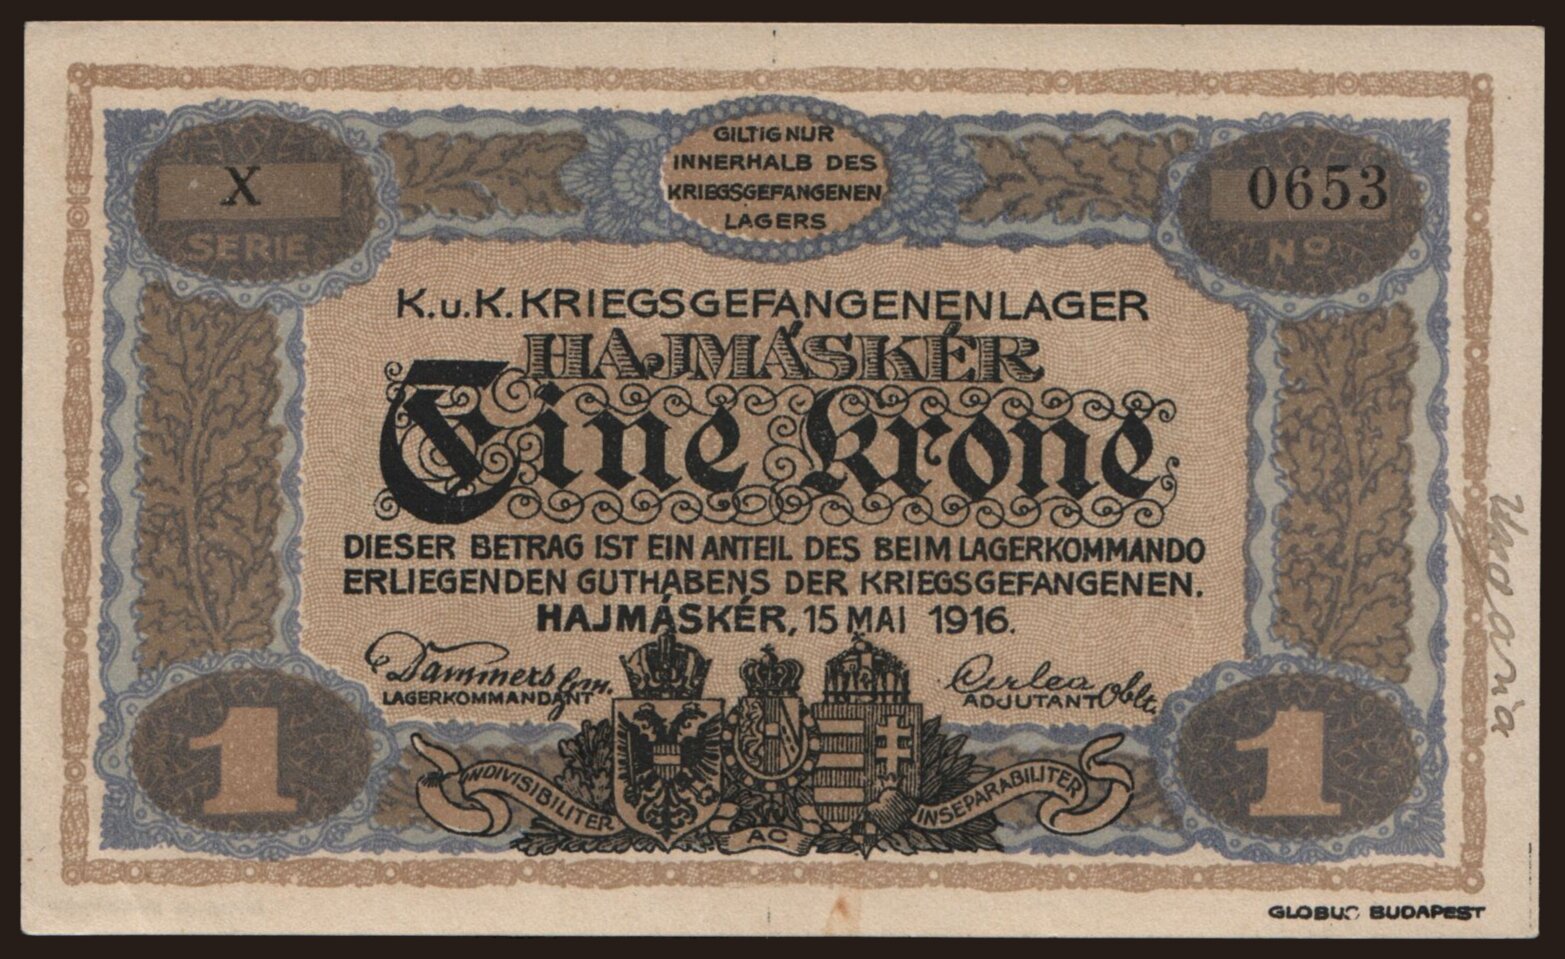 GILTIG NUR
INNERHALB DES
KRIEGSGEFANGENEN
LAGERS
X
SERIE
0653
No
K.u.K. KRIEGSGEFANGENENLAGER
HAJMÁSKÉR
Eine Krone
DIESER BETRAG IST EIN ANTEIL DES BEIM LAGERKOMMANDO
ERLIEGENDEN GUTHABENS DER KRIEGSGEFANGENEN.
HAJMÁSKÉR, 15 MAI 1916.
Dammers
LAGERKOMMANDANT
Oblt.
ADJUTANT
1
1
INDIVISIBILITER
AC
INSEPARABILITER
GLOBUS BUDAPEST